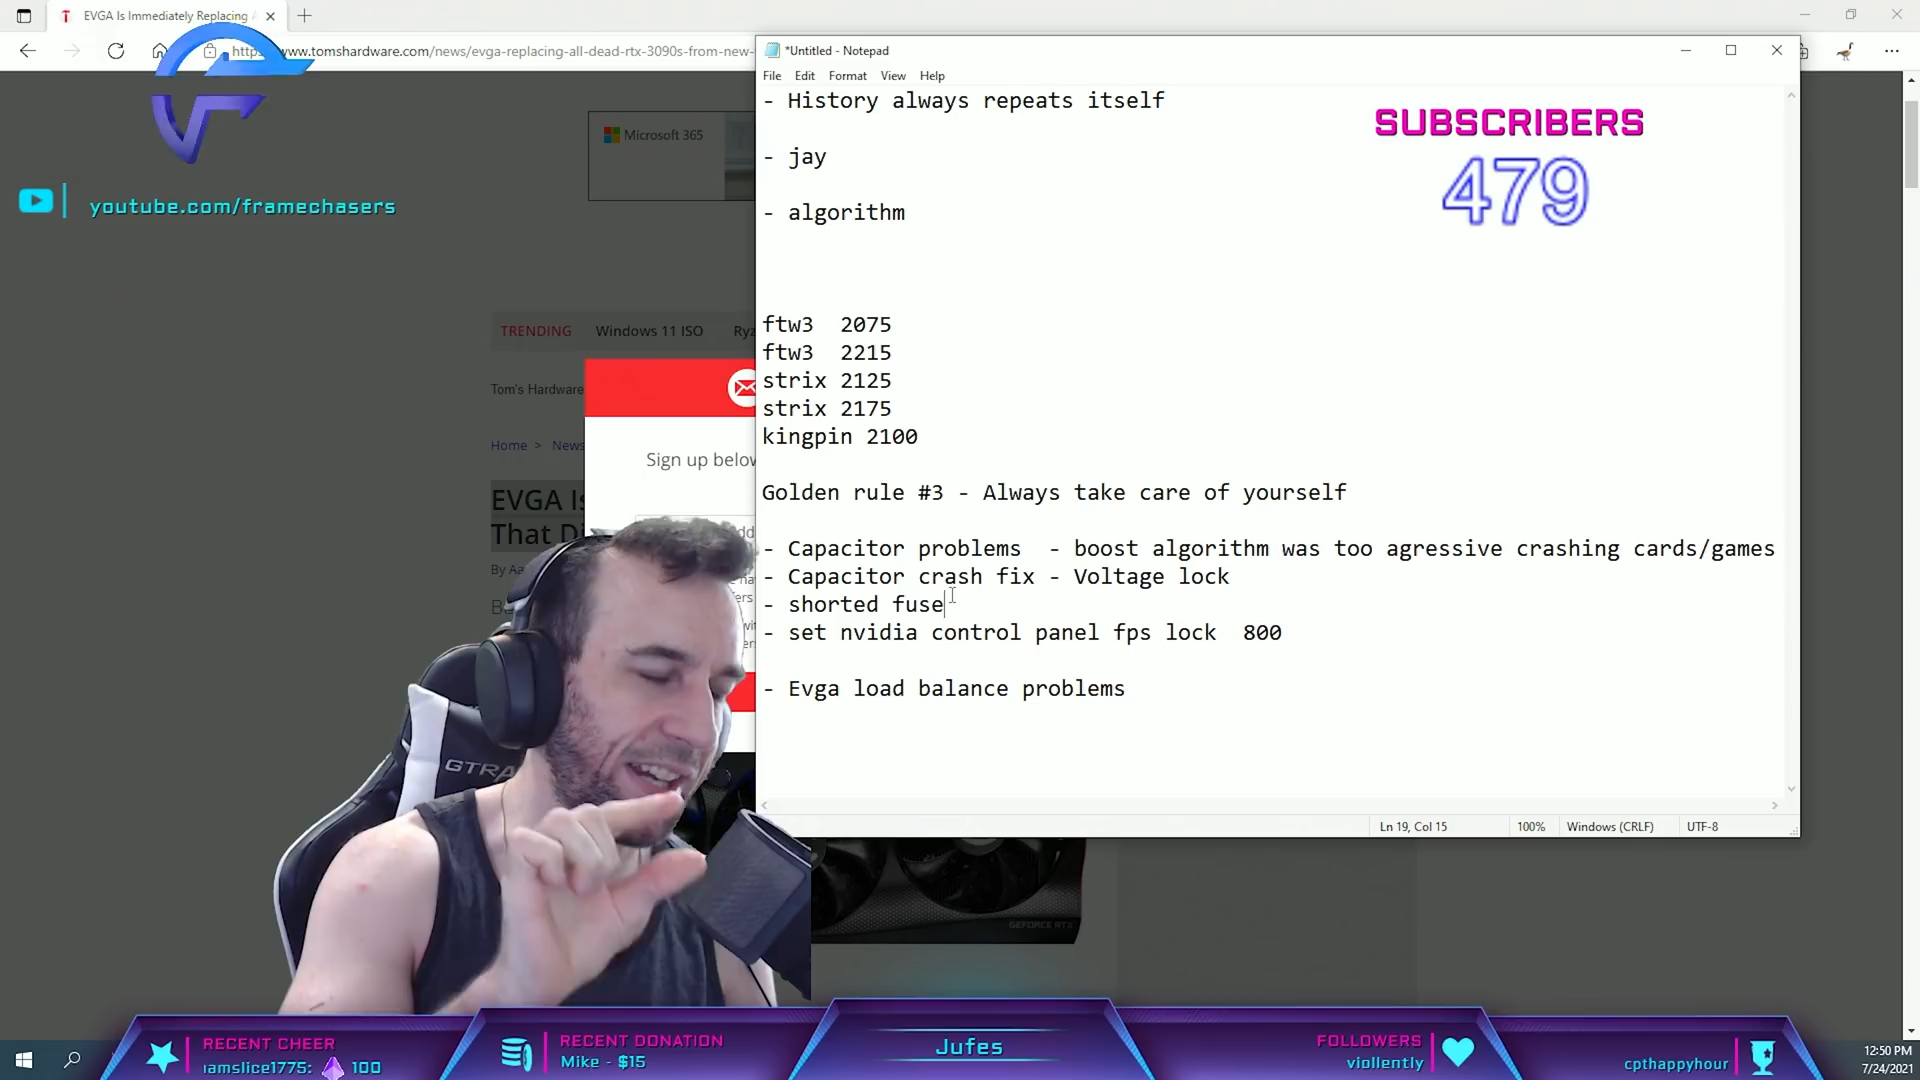 EVGA Is Immediately Replacing
https://www.tomshardware.com/news/evga-replacing-all-dead-rtx-3090s-from-new-
*Untitled - Notepad
File Edit Format View Help
- History always repeats itself
- jay
- algorithm
ftw3 2075
ftw3 2215
strix 2125
strix 2175
kingpin 2100
Golden rule #3 - Always take care of yourself
- Capacitor problems - boost algorithm was too agressive crashing cards/games
- Capacitor crash fix - Voltage lock
- shorted fuse
- set nvidia control panel fps lock 800
- Evga load balance problems
Ln 19, Col 15 100% Windows (CRLF) UTF-8
SUBSCRIBERS
479
youtube.com/framechasers
Microsoft 365
TRENDING Windows 11 ISO
Tom's Hardware
Sign up
Home > News
EVGA
That
By
GEFORCE RTX
RECENT CHEER
100
RECENT DONATION
Mike - $15
Jufes
FOLLOWERS
viollently
cpthappyhour
12:50 PM
7/24/2021